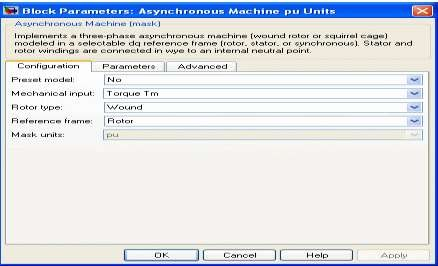 Block Parameters: Asynchronous Machine pu Units
Asynchronous Machine (mask)
Implements a three-phase asynchronous machine (wound rotor or squirrel cage)
modeled in a selectable dq reference frame (rotor, stator, or synchronous). Stator and
rotor windings are connected in wye to an internal neutral point.
Configuration Parameters Advanced
Preset model: No
Mechanical input: Torque Tm
Rotor type: Wound
Reference frame: Rotor
Mask units: pu
OK Cancel Help Apply